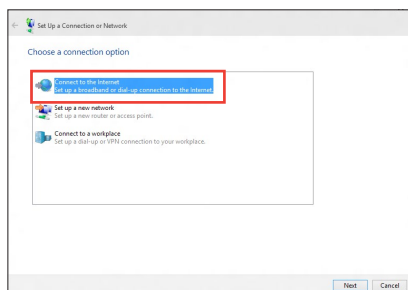 Set Up a Connection or Network
Choose a connection option
Connect to the Internet
Set up a broadband or dial-up connection to the Internet.
Set up a new network
Set up a new router or access point.
Connect to a workplace
Set up a dial-up or VPN connection to your workplace.
Next Cancel